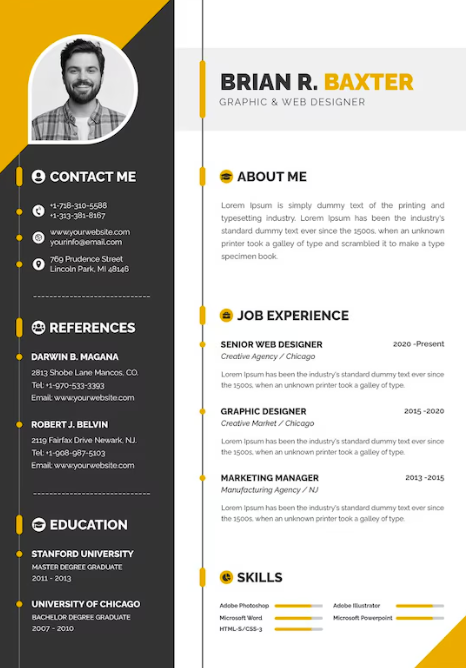 BRIAN R. BAXTER
GRAPHIC & WEB DESIGNER
CONTACT ME
+1-718-310-5588
+1-313-381-8167
www.yourwebsite.com
yourinfo@email.com
769 Prudence Street
Lincoln Park, MI 48146
REFERENCES
DARWIN B. MAGANA
2813 Shobe Lane Mancos, CO.
Tel: +1-970-533-3393
Email: www.yourwebsite.com
ROBERT J. BELVIN
2119 Fairfax Drive Newark, NJ.
Tel: +1-908-987-5103
Email: www.yourwebsite.com
EDUCATION
STANFORD UNIVERSITY
MASTER DEGREE GRADUATE
2011 - 2013
UNIVERSITY OF CHICAGO
BACHELOR DEGREE GRADUATE
2007 - 2010
ABOUT ME
Lorem Ipsum is simply dummy text of the printing and
typesetting industry. Lorem Ipsum has been the industry's
standard dummy text ever since the 1500s, when an unknown
printer took a galley of type and scrambled it to make a type
specimen book.
JOB EXPERIENCE
SENIOR WEB DESIGNER 2020 -Present
Creative Agency / Chicago
Lorem Ipsum has been the industry's standard dummy text ever since
the 1500s, when an unknown printer took a galley of type.
GRAPHIC DESIGNER 2015 -2020
Creative Market / Chicago
Lorem Ipsum has been the industry's standard dummy text ever since
the 1500s, when an unknown printer took a galley of type.
MARKETING MANAGER 2013 -2015
Manufacturing Agency / NJ
Lorem Ipsum has been the industry's standard dummy text ever since
the 1500s, when an unknown printer took a galley of type.
SKILLS
Adobe Photoshop Adobe Illustrator
Microsoft Word Microsoft Powerpoint
HTML-5/CSS-3